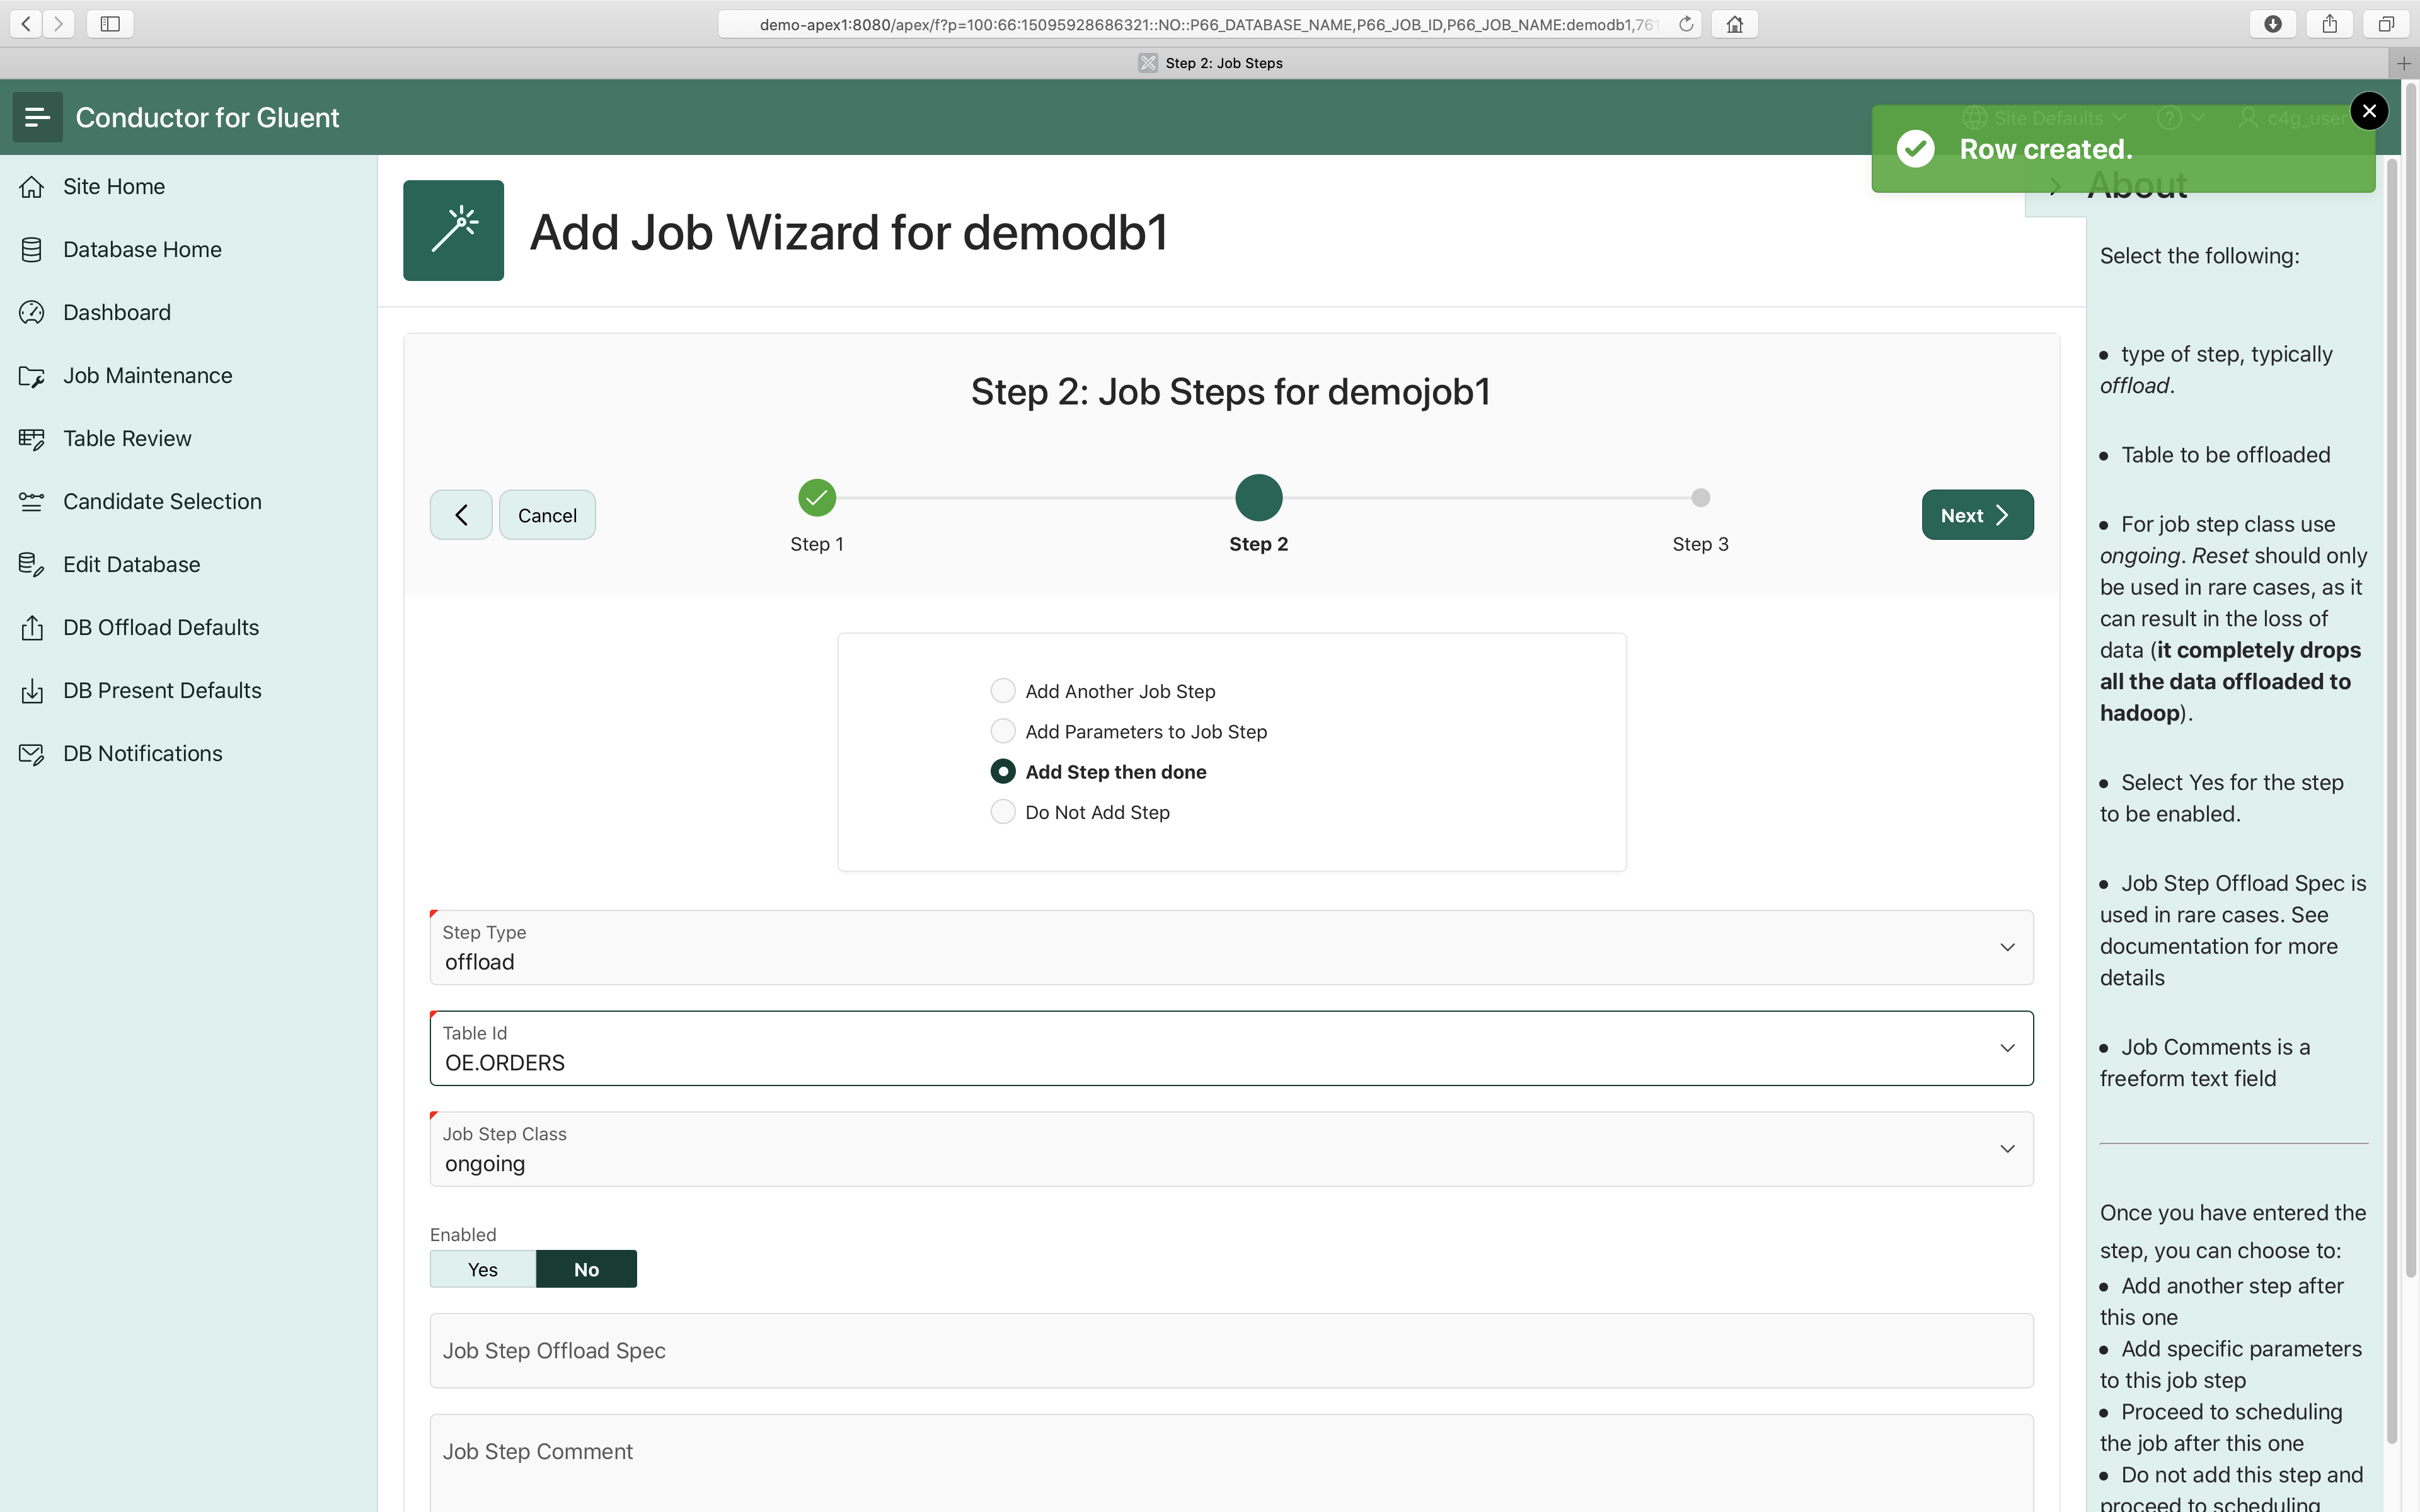 demo-apex1:8080/apex/f?p=100:66:15095928686321::NO::P66_DATABASE_NAME,P66_JOB_ID,P66_JOB_NAME:demodb1,761
Step 2: Job Steps
Conductor for Gluent
Site Defaults
?
c4g_user
Row created.
Site Home
Database Home
Dashboard
Job Maintenance
Table Review
Candidate Selection
Edit Database
DB Offload Defaults
DB Present Defaults
DB Notifications
Add Job Wizard for demodb1
Step 2: Job Steps for demojob1
Cancel
Step 1
Step 2
Step 3
Next
Add Another Job Step
Add Parameters to Job Step
Add Step then done
Do Not Add Step
Step Type
offload
Table Id
OE.ORDERS
Job Step Class
ongoing
Enabled
Yes No
Job Step Offload Spec
Job Step Comment
About
Select the following:
• type of step, typically
offload.
• Table to be offloaded
• For job step class use
ongoing. Reset should only
be used in rare cases, as it
can result in the loss of
data (it completely drops
all the data offloaded to
hadoop).
• Select Yes for the step
to be enabled.
• Job Step Offload Spec is
used in rare cases. See
documentation for more
details
• Job Comments is a
freeform text field
Once you have entered the
step, you can choose to:
• Add another step after
this one
• Add specific parameters
to this job step
• Proceed to scheduling
the job after this one
• Do not add this step and
proceed to scheduling